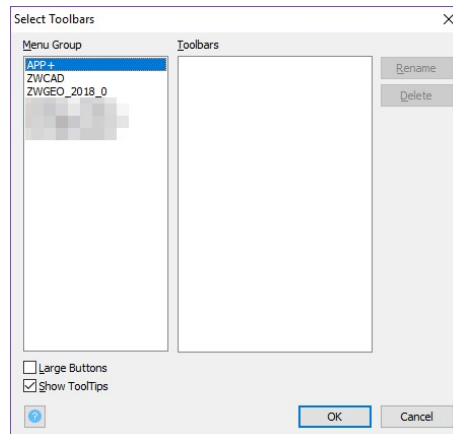 Select Toolbars
Menu Group
Toolbars
APP+
ZWCAD
ZWGEO_2018_0
Rename
Delete
Large Buttons
Show ToolTips
?
OK
Cancel